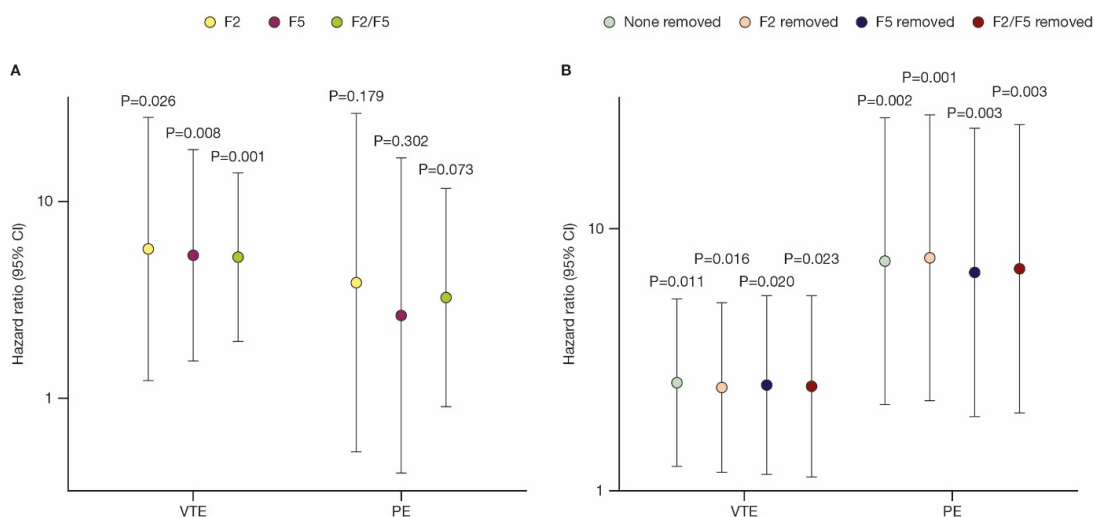 F2 F5 F2/F5
None removed F2 removed F5 removed F2/F5 removed
A
P=0.026
P=0.008
P=0.001
P=0.179
P=0.302
P=0.073
10
1
Hazard ratio (95% CI)
VTE PE
B
P=0.011
P=0.016
P=0.020
P=0.023
P=0.002
P=0.001
P=0.003
P=0.003
10
1
Hazard ratio (95% CI)
VTE PE